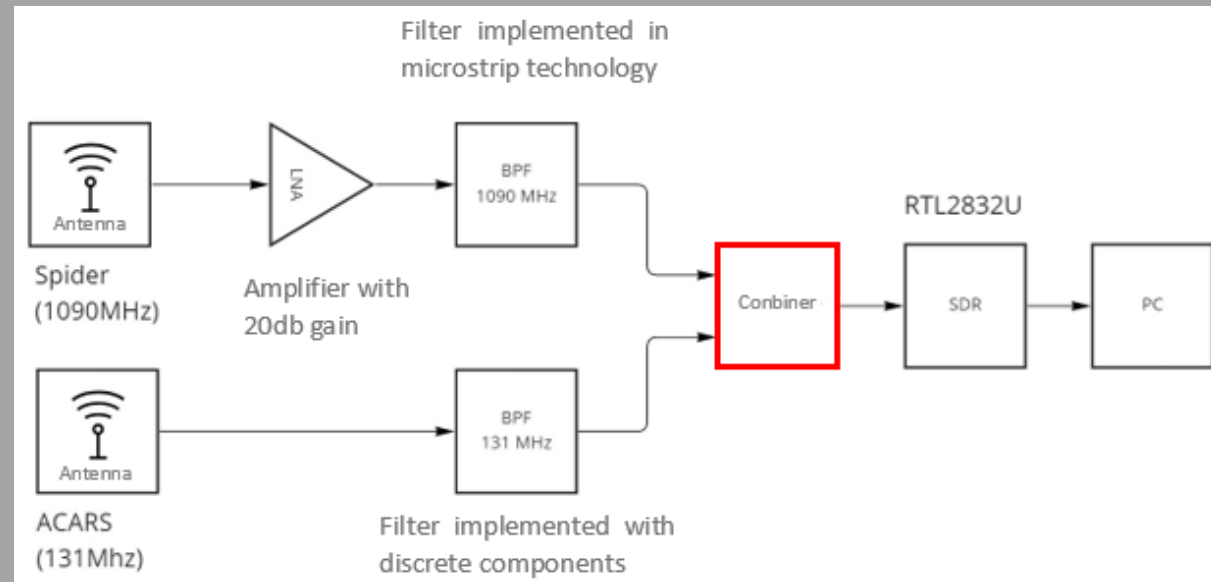 Filter implemented in
microstrip technology
Antenna
LNA
BPF
1090 MHz
RTL2832U
Spider
(1090MHz)
Amplifier with
20db gain
Conbiner
SDR
PC
Antenna
BPF
131 MHz
ACARS
(131Mhz)
Filter implemented with
discrete components